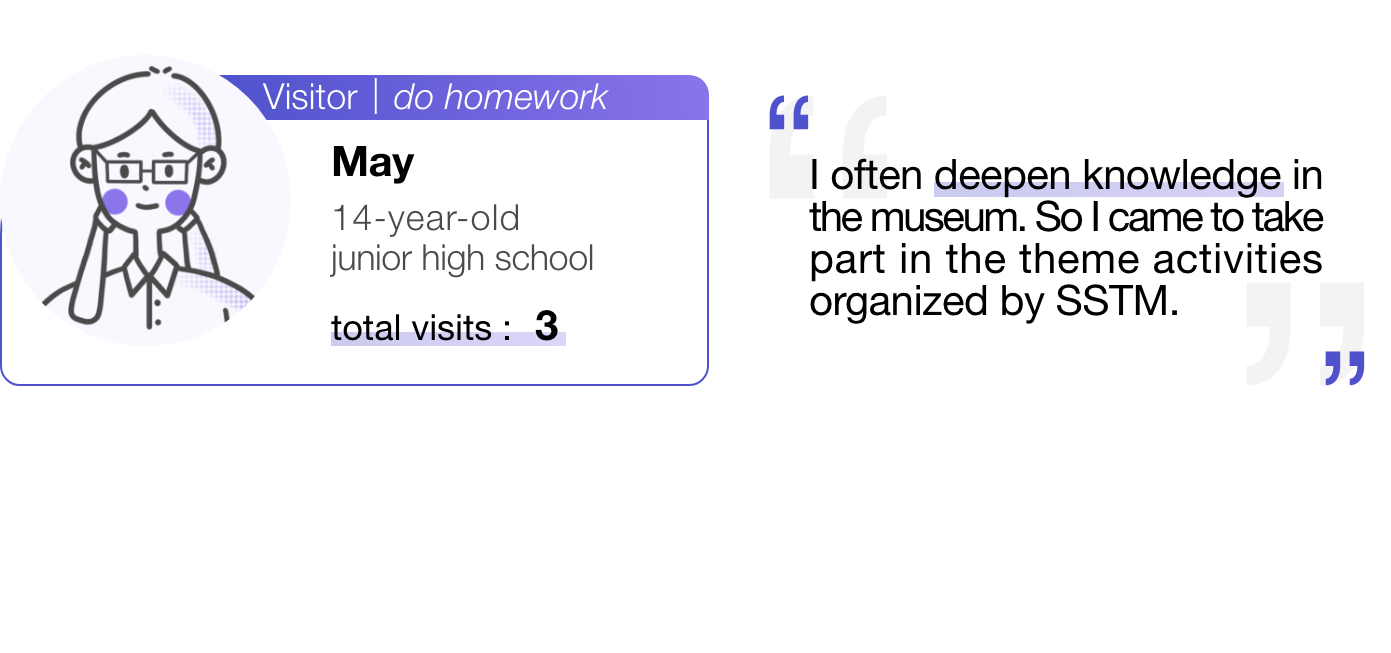 Visitor | do homework
May
14-year-old
junior high school
total visits : 3
“I often deepen knowledge in
the museum. So I came to take
part in the theme activities
organized by SSTM.”